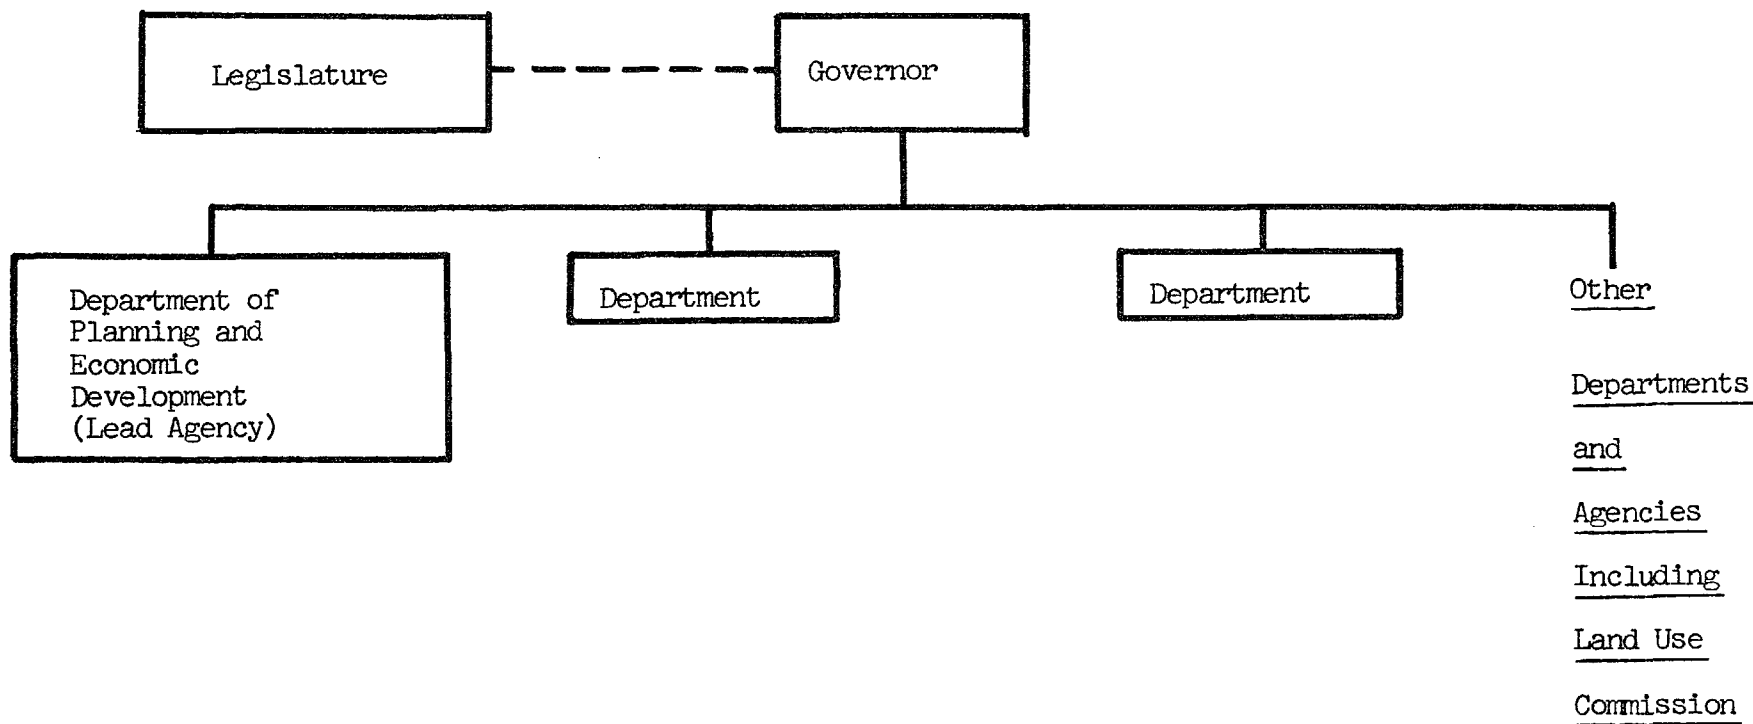 Legislature
Governor
Department of
Planning and
Economic
Development
(Lead Agency)
Department
Department
Other
Departments
and
Agencies
Including
Land Use
Commission